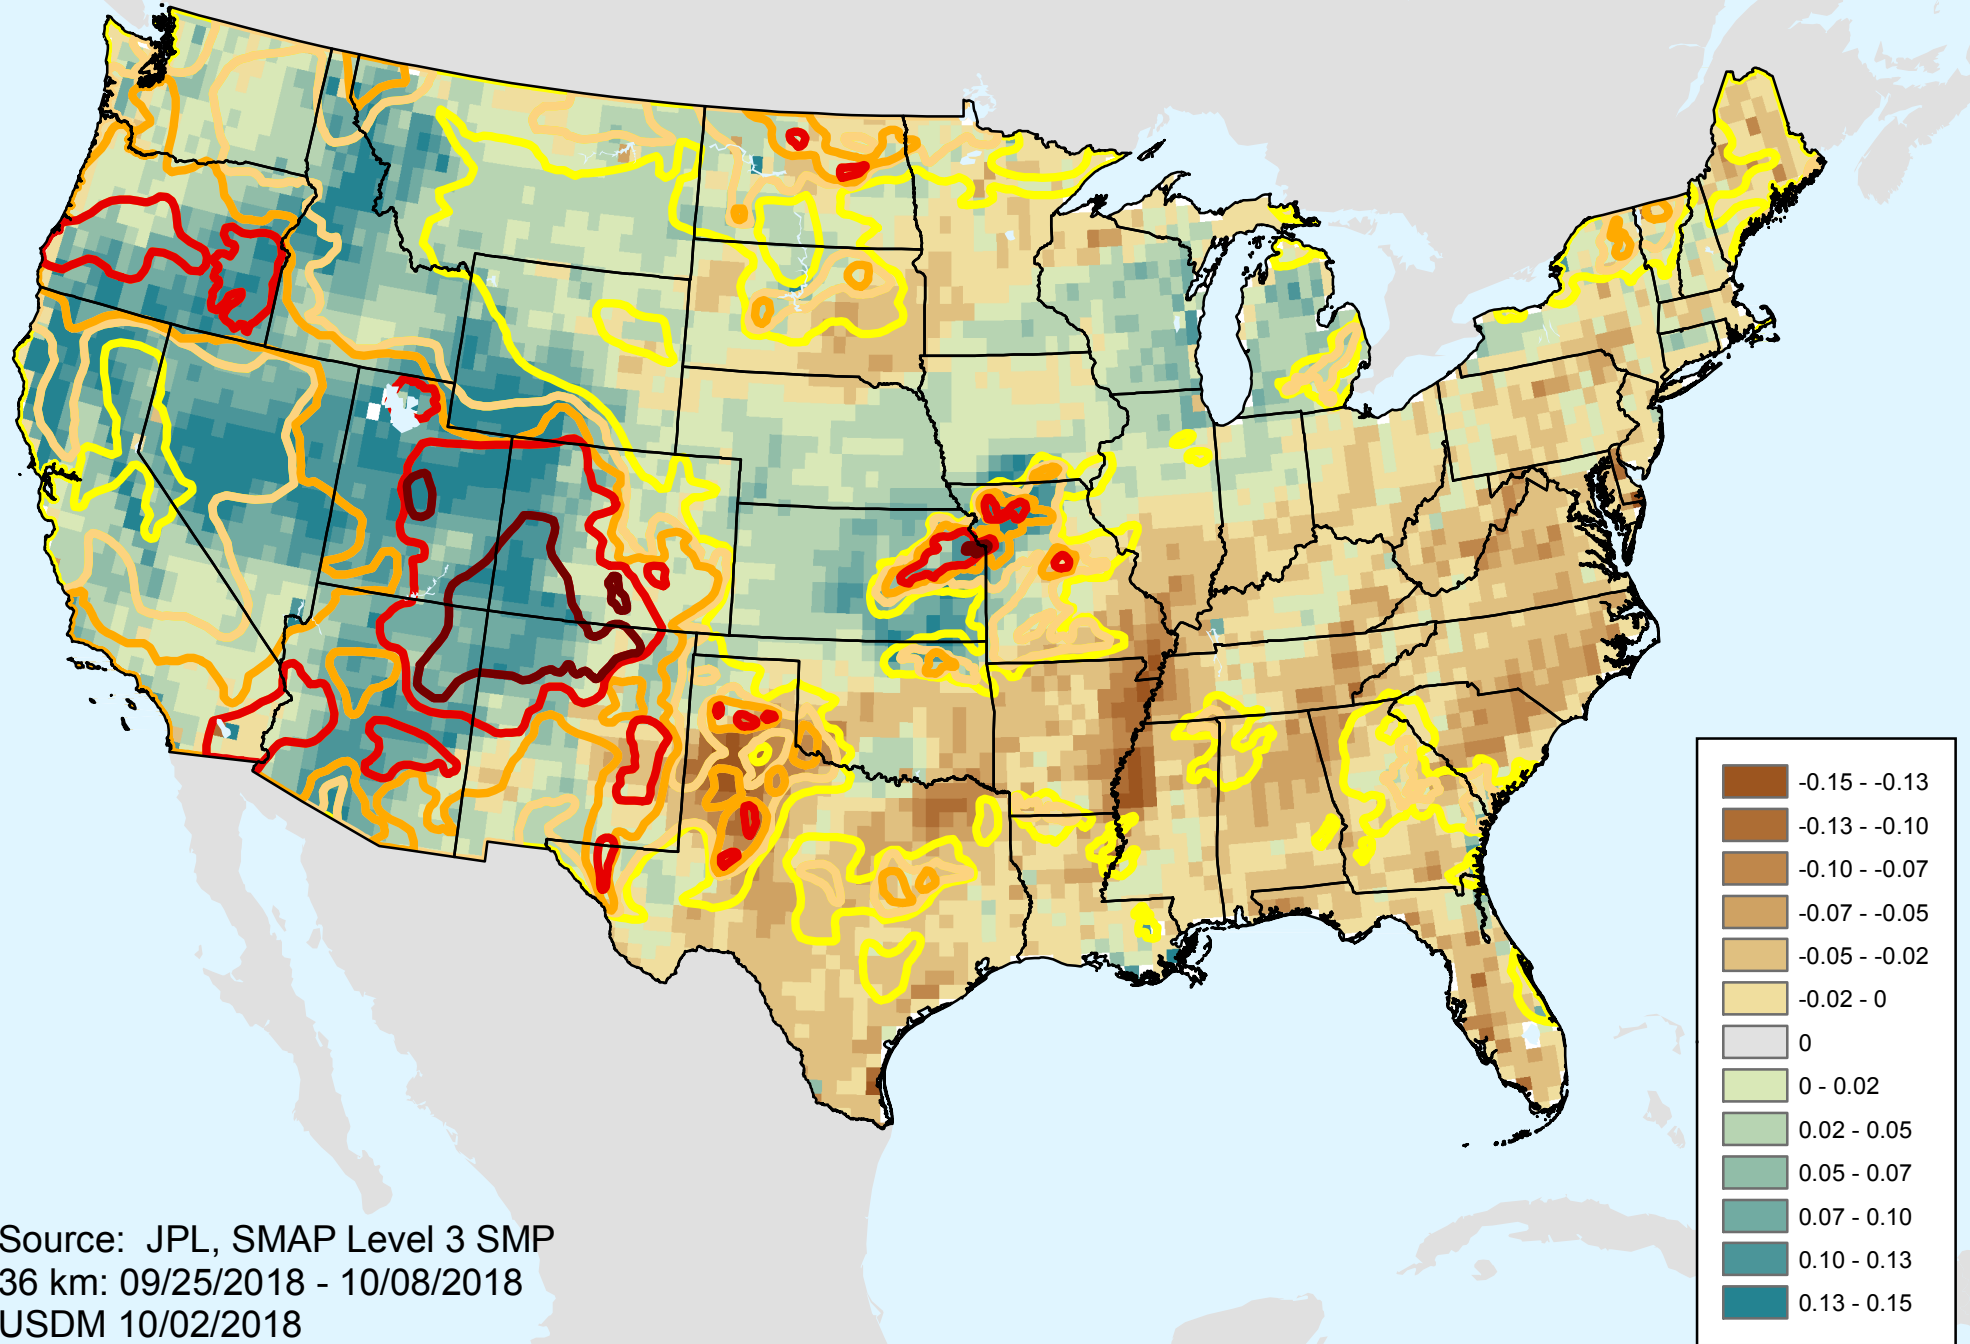 -0.15 - -0.13
-0.13 - -0.10
-0.10 - -0.07
-0.07 - -0.05
-0.05 - -0.02
-0.02 - 0
0
0 - 0.02
0.02 - 0.05
0.05 - 0.07
0.07 - 0.10
0.10 - 0.13
0.13 - 0.15
Source:  JPL, SMAP Level 3 SMP
36 km: 09/25/2018 - 10/08/2018
USDM 10/02/2018